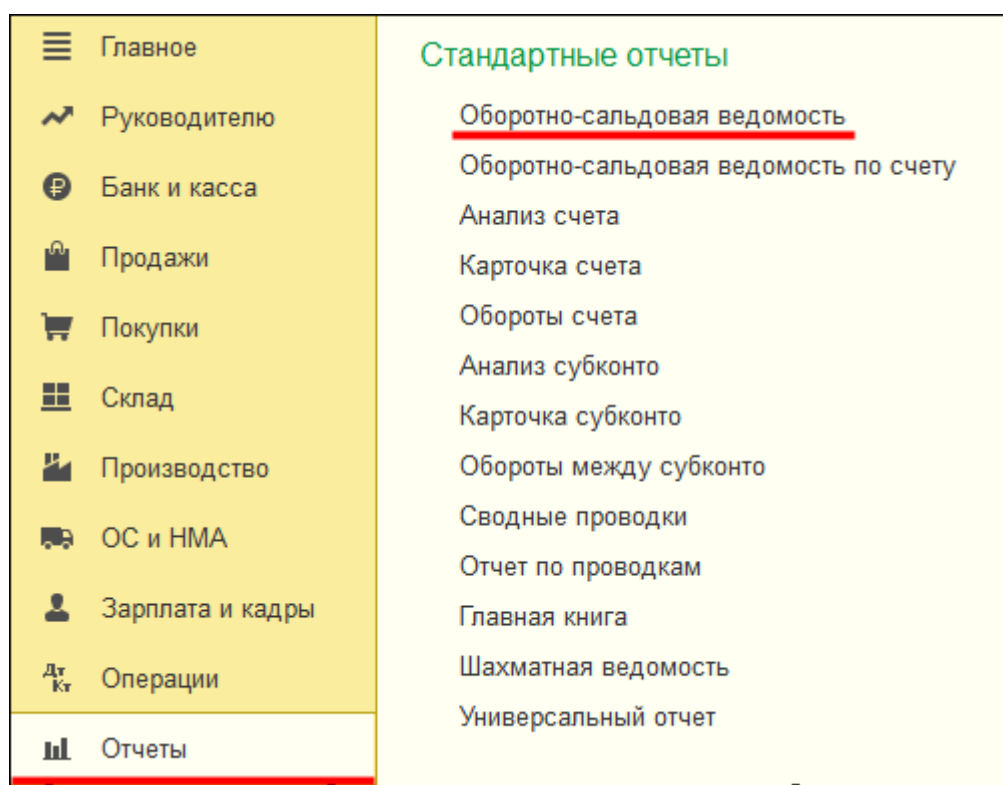 Главное
Руководителю
Банк и касса
Продажи
Покупки
Склад
Производство
ОС и НМА
Зарплата и кадры
Дт Кт Операции
Отчеты
Стандартные отчеты
Оборотно-сальдовая ведомость
Оборотно-сальдовая ведомость по счету
Анализ счета
Карточка счета
Обороты счета
Анализ субконто
Карточка субконто
Обороты между субконто
Сводные проводки
Отчет по проводкам
Главная книга
Шахматная ведомость
Универсальный отчет